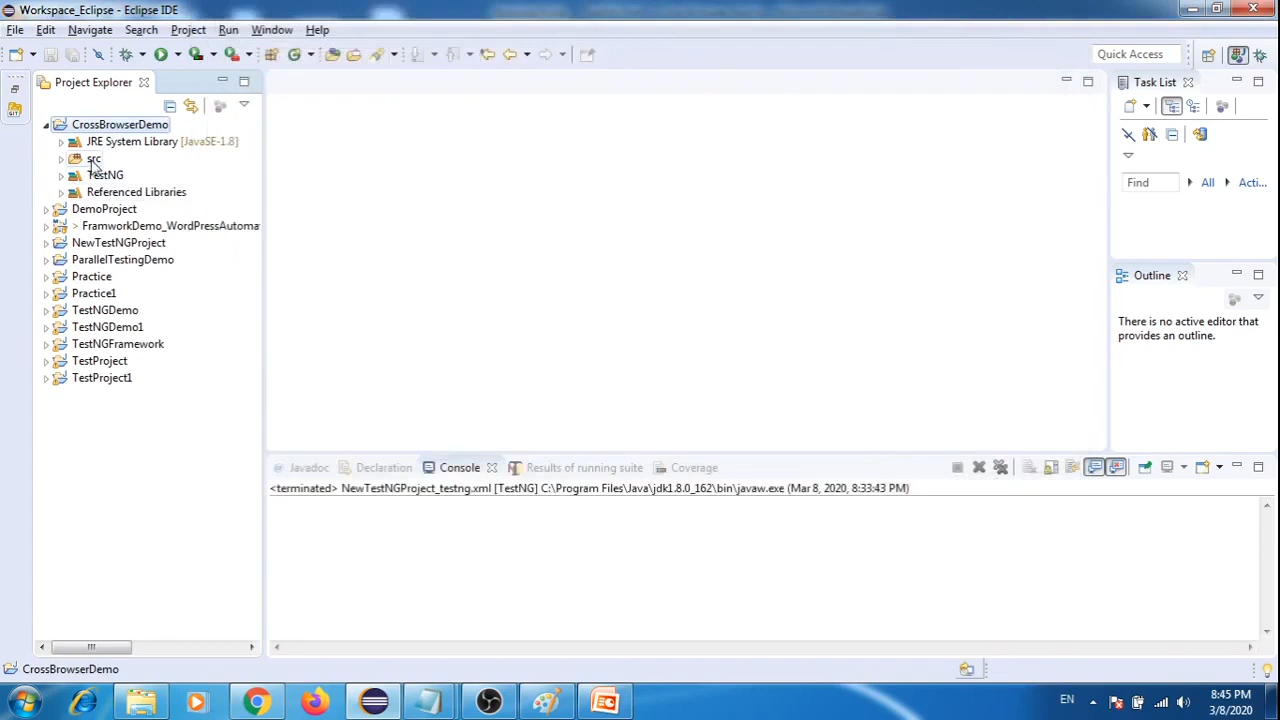 Workspace_Eclipse - Eclipse IDE
File Edit Navigate Search Project Run Window Help
Quick Access
Project Explorer
CrossBrowserDemo
JRE System Library [JavaSE-1.8]
src
TestNG
Referenced Libraries
DemoProject
> FramworkDemo_WordPressAutoma
NewTestNGProject
ParallelTestingDemo
Practice
Practice1
TestNGDemo
TestNGDemo1
TestNGFramework
TestProject
TestProject1
Task List
Find All Acti...
Outline
There is no active editor that
provides an outline.
Javadoc Declaration Console Results of running suite Coverage
<terminated> NewTestNGProject_testng.xml [TestNG] C:\Program Files\Java\jdk1.8.0_162\bin\javaw.exe (Mar 8, 2020, 8:33:43 PM)
CrossBrowserDemo
EN
8:45 PM
3/8/2020